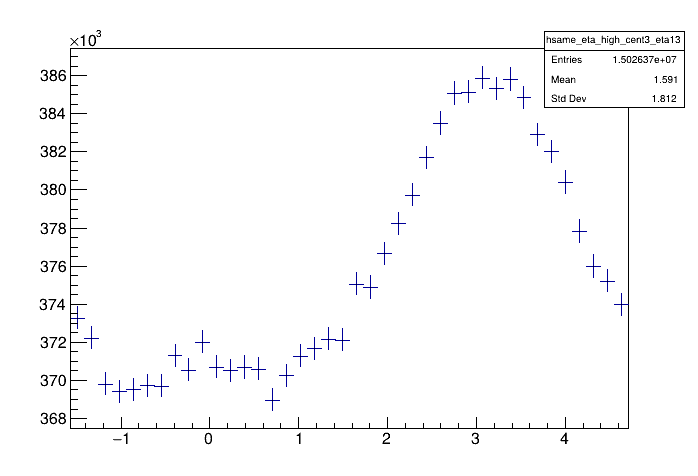 ×10³
hsame_eta_high_cent3_eta13
Entries 1.502637e+07
Mean 1.591
Std Dev 1.812
386
384
382
380
378
376
374
372
370
368
−1 0 1 2 3 4